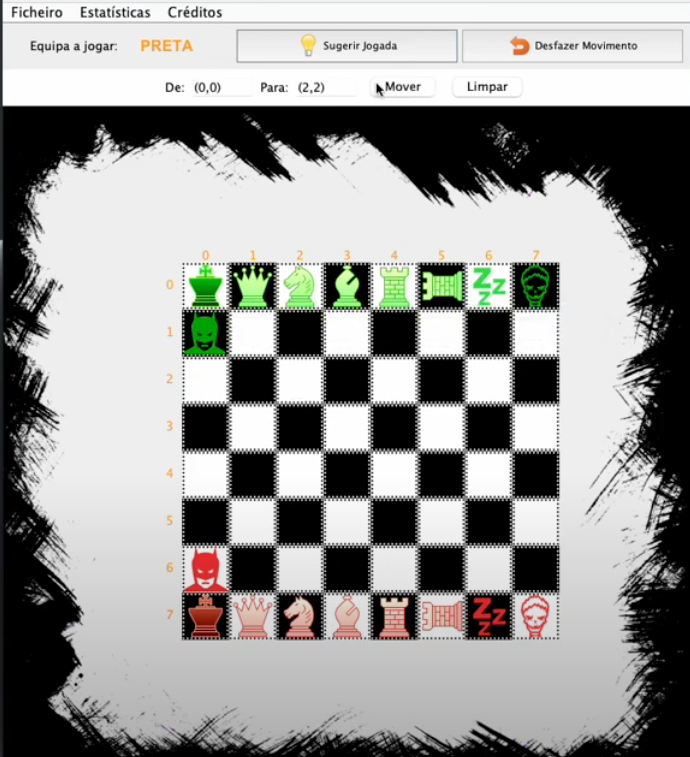 Ficheiro Estatísticas Créditos
Equipa a jogar: PRETA Sugerir Jogada Desfazer Movimento
De: (0,0) Para: (2,2) Mover Limpar
0 1 2 3 4 5 6 7
0 Z Z Z
1
2
3
4
5
6
7 Z Z Z